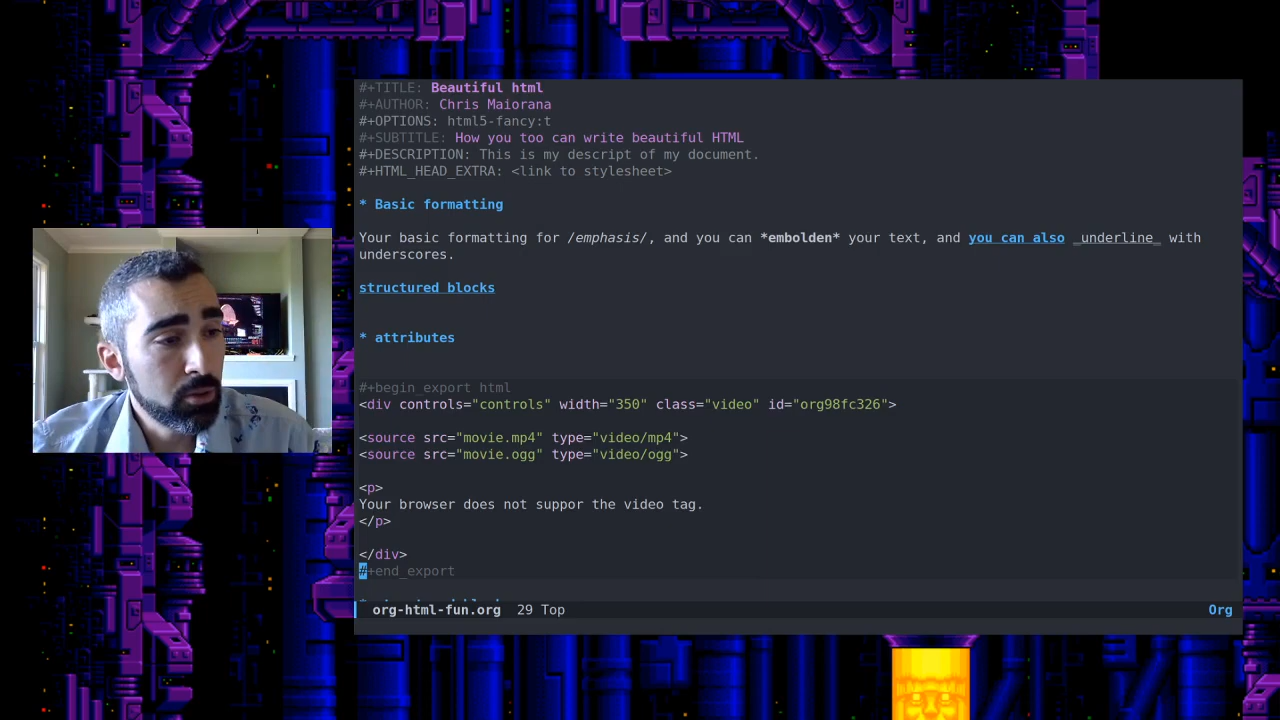 #+TITLE: Beautiful html
#+AUTHOR: Chris Maiorana
#+OPTIONS: html5-fancy:t
#+SUBTITLE: How you too can write beautiful HTML
#+DESCRIPTION: This is my descript of my document.
#+HTML_HEAD_EXTRA: <link to stylesheet>
* Basic formatting
Your basic formatting for /emphasis/, and you can *embolden* your text, and you can also _underline_ with
underscores.
structured blocks
* attributes
#+begin_export html
<div controls="controls" width="350" class="video" id="org98fc326">
<source src="movie.mp4" type="video/mp4">
<source src="movie.ogg" type="video/ogg">
<p>
Your browser does not suppor the video tag.
</p>
</div>
#+end_export
org-html-fun.org 29 Top Org